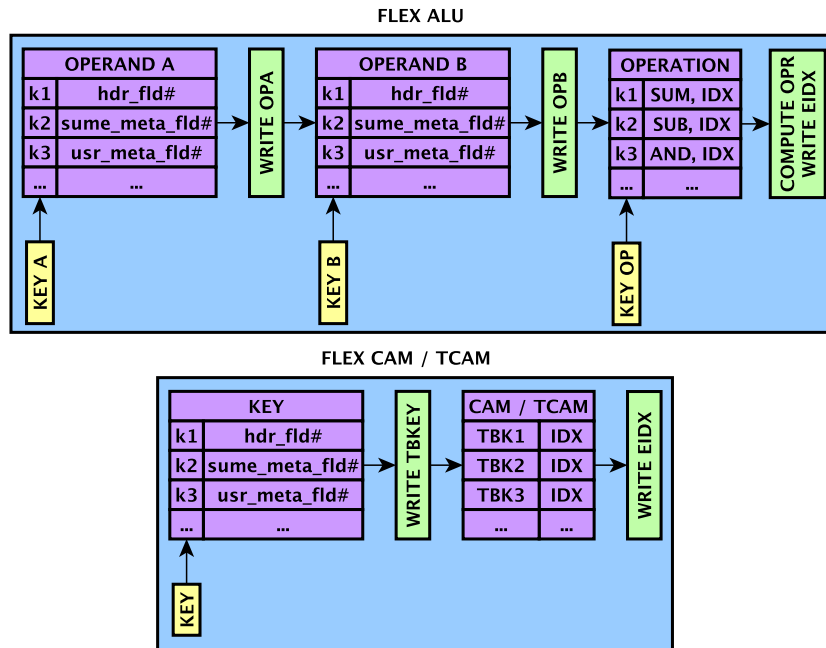 FLEX ALU
OPERAND A
k1 hdr_fld#
k2 sume_meta_fld#
k3 usr_meta_fld#
... ...
KEY A
WRITE OPA
OPERAND B
k1 hdr_fld#
k2 sume_meta_fld#
k3 usr_meta_fld#
... ...
KEY B
WRITE OPB
OPERATION
k1 SUM, IDX
k2 SUB, IDX
k3 AND, IDX
... ...
KEY OP
COMPUTE OPR
WRITE EIDX
FLEX CAM / TCAM
KEY
k1 hdr_fld#
k2 sume_meta_fld#
k3 usr_meta_fld#
... ...
KEY
WRITE TBKEY
CAM / TCAM
TBK1 IDX
TBK2 IDX
TBK3 IDX
... ...
WRITE EIDX